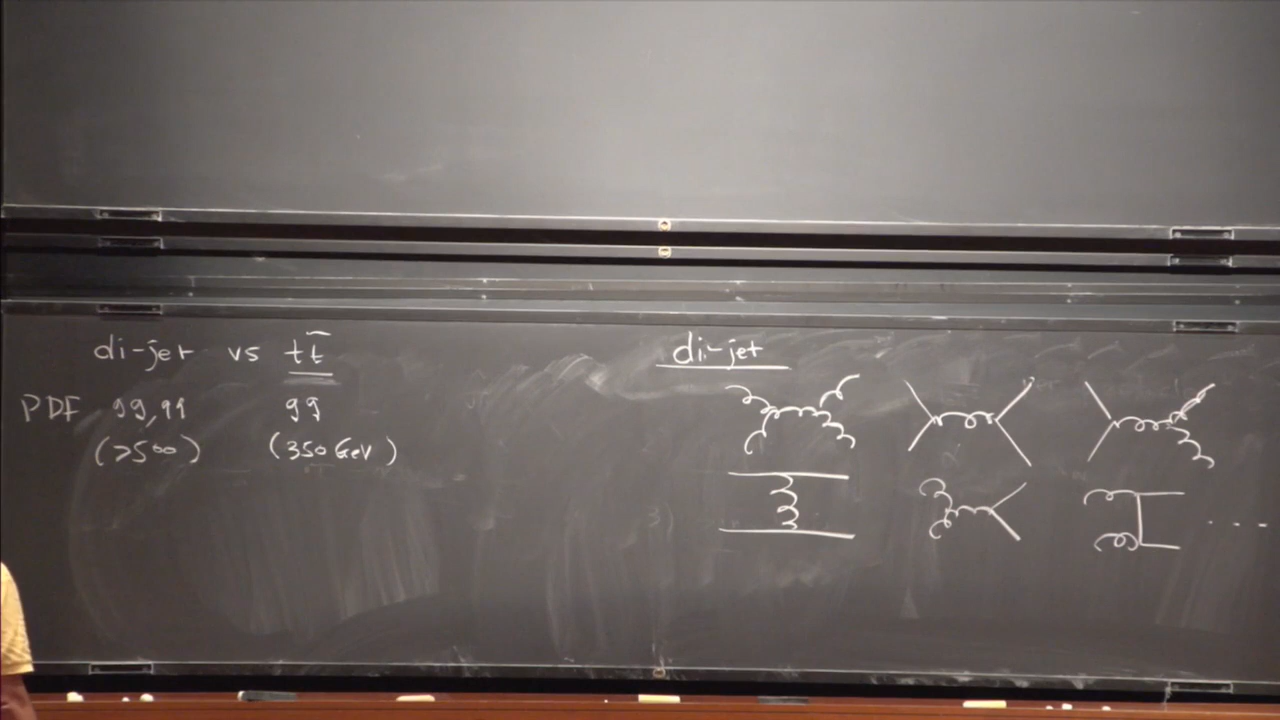 di-jet vs tt̄
PDF gg, qq gg
(>500) (350 GeV)
di-jet
....